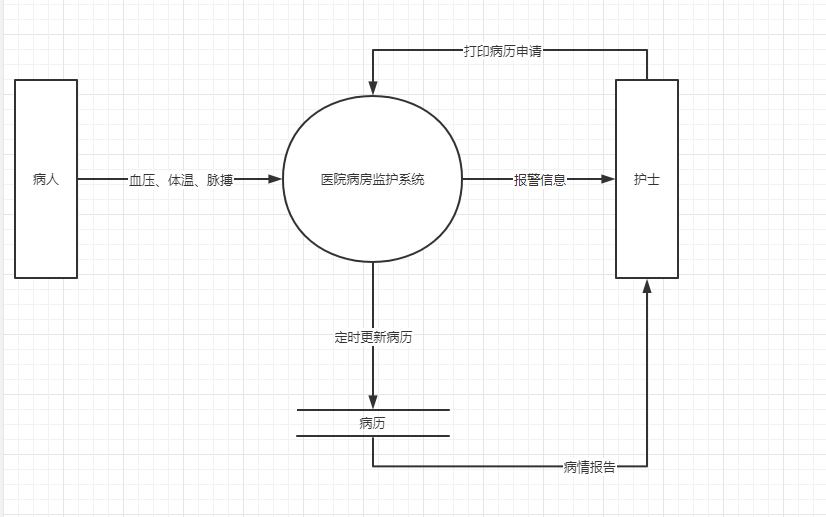 打印病历申请
病人
血压、体温、脉搏
医院病房监护系统
报警信息
护士
定时更新病历
病历
病情报告